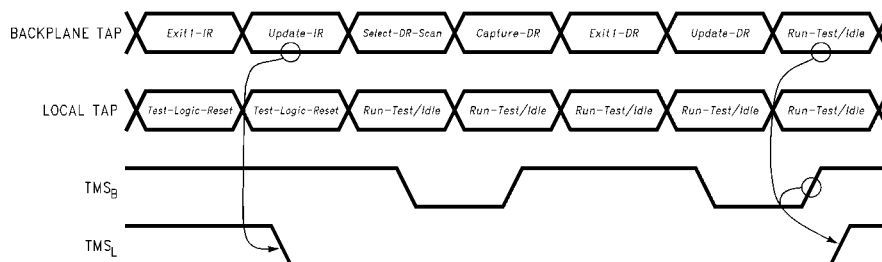 BACKPLANE TAP Exit1-IR Update-IR Select-DR-Scan Capture-DR Exit1-DR Update-DR Run-Test/Idle
LOCAL TAP Test-Logic-Reset Test-Logic-Reset Run-Test/Idle Run-Test/Idle Run-Test/Idle Run-Test/Idle Run-Test/Idle
TMSB
TMSL